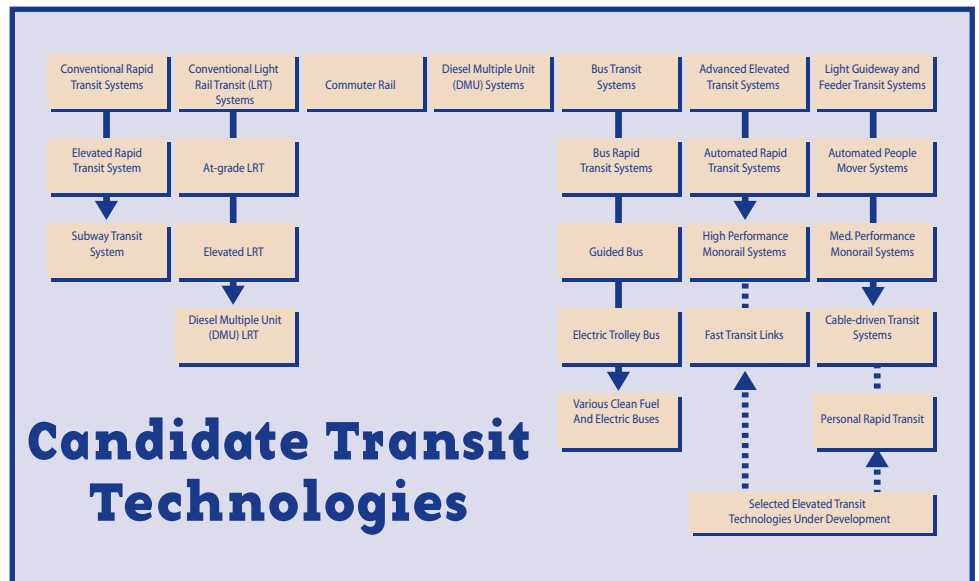 Conventional Rapid
Transit Systems
Conventional Light
Rail Transit (LRT)
Systems
Commuter Rail
Diesel Multiple Unit
(DMU) Systems
Bus Transit
Systems
Advanced Elevated
Transit Systems
Light Guideway and
Feeder Transit Systems
Elevated Rapid
Transit System
At-grade LRT
Bus Rapid
Transit Systems
Automated Rapid
Transit Systems
Automated People
Mover Systems
Subway Transit
System
Elevated LRT
Guided Bus
High Performance
Monorail Systems
Med. Performance
Monorail Systems
Diesel Multiple Unit
(DMU) LRT
Electric Trolley Bus
Fast Transit Links
Cable-driven Transit
Systems
Various Clean Fuel
And Electric Buses
Personal Rapid Transit
Candidate Transit
Technologies
Selected Elevated Transit
Technologies Under Development